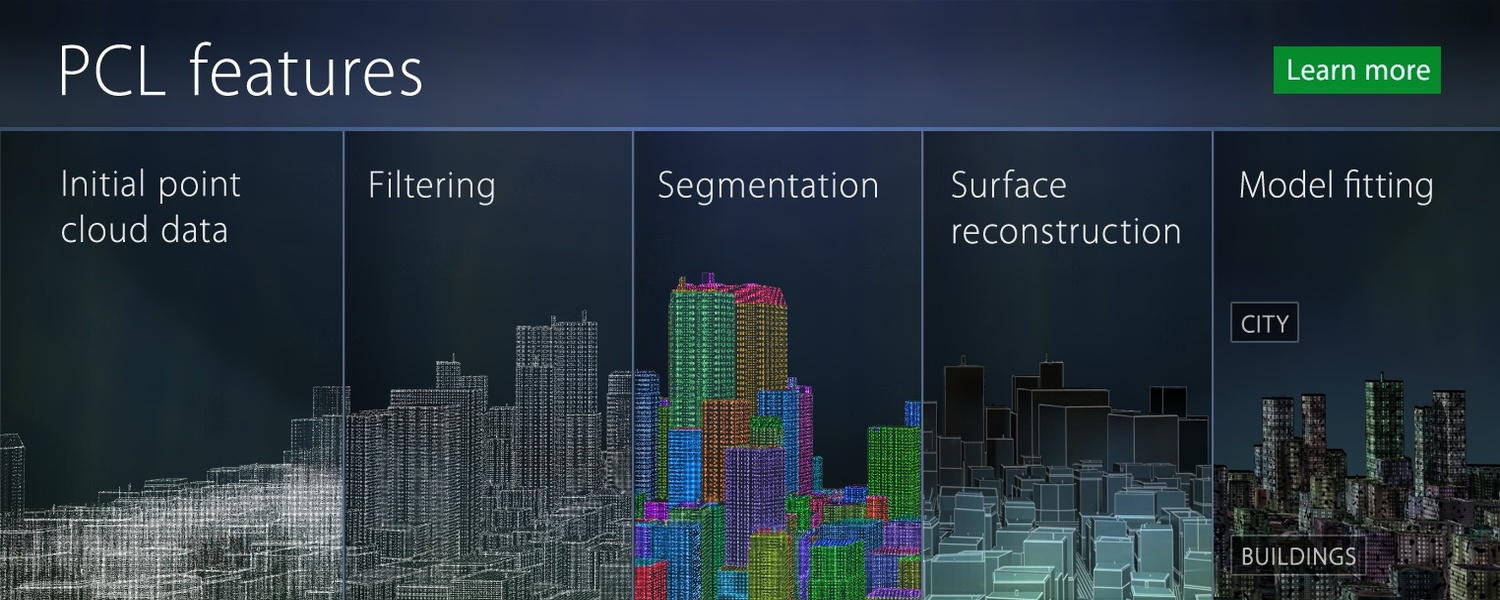 PCL features
Learn more
Initial point
cloud data
Filtering
Segmentation
Surface
reconstruction
Model fitting
CITY
BUILDINGS